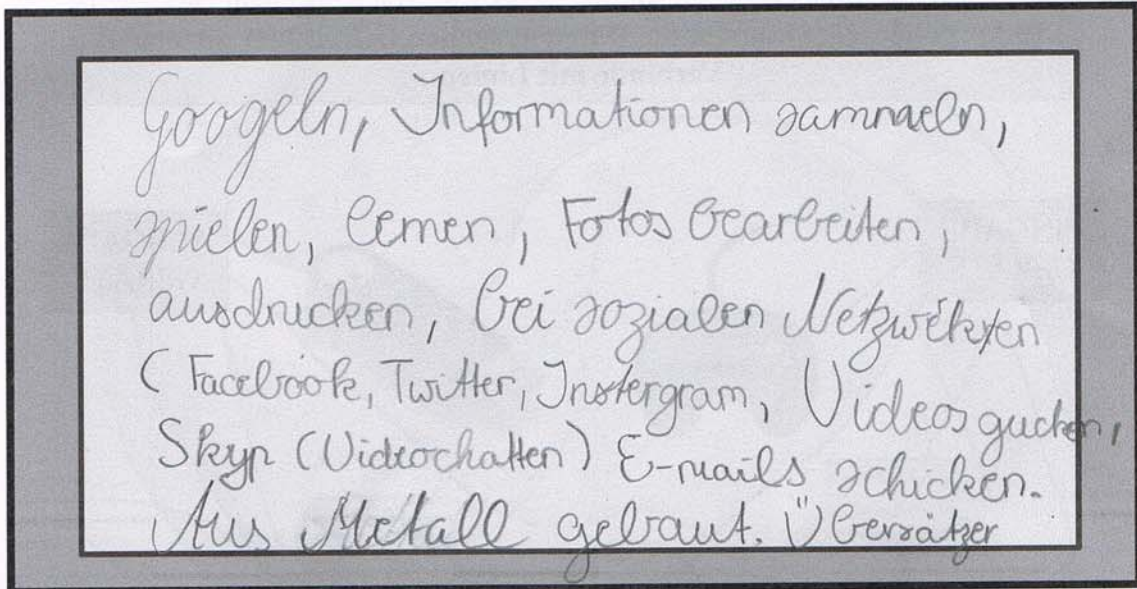 Googeln, Informationen sammeln,
spielen, lernen, Fotos bearbeiten,
ausdrucken, bei sozialen Netzwerken
(Facebook, Twitter, Instergram, Videos gucken,
Skyp (Videochatten) E-mails schicken.
Aus Metall gebaut. Übersätzer